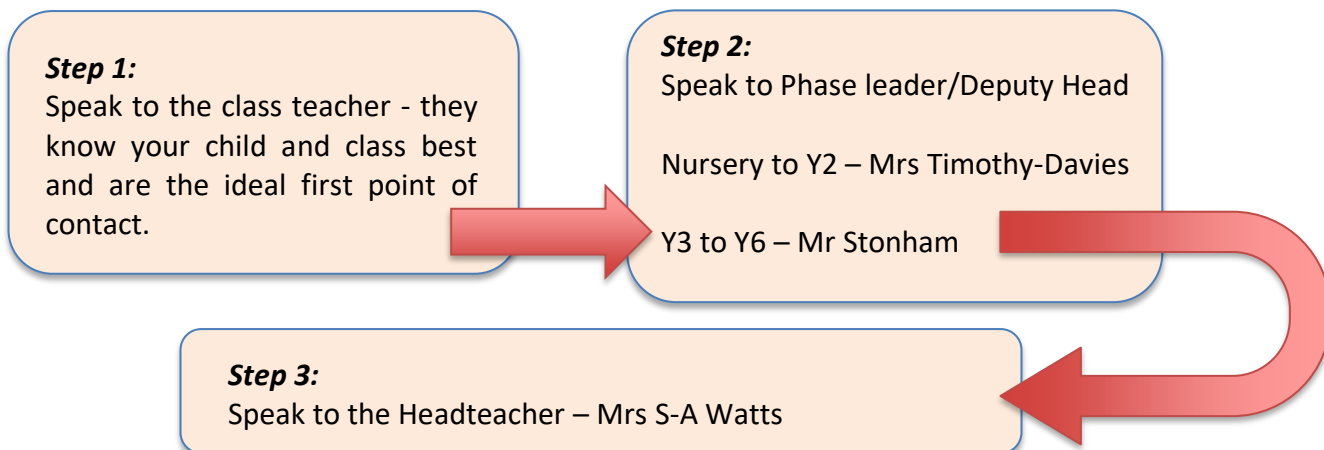 Step 1:
Speak to the class teacher - they
know your child and class best
and are the ideal first point of
contact.
Step 2:
Speak to Phase leader/Deputy Head
Nursery to Y2 – Mrs Timothy-Davies
Y3 to Y6 – Mr Stonham
Step 3:
Speak to the Headteacher – Mrs S-A Watts